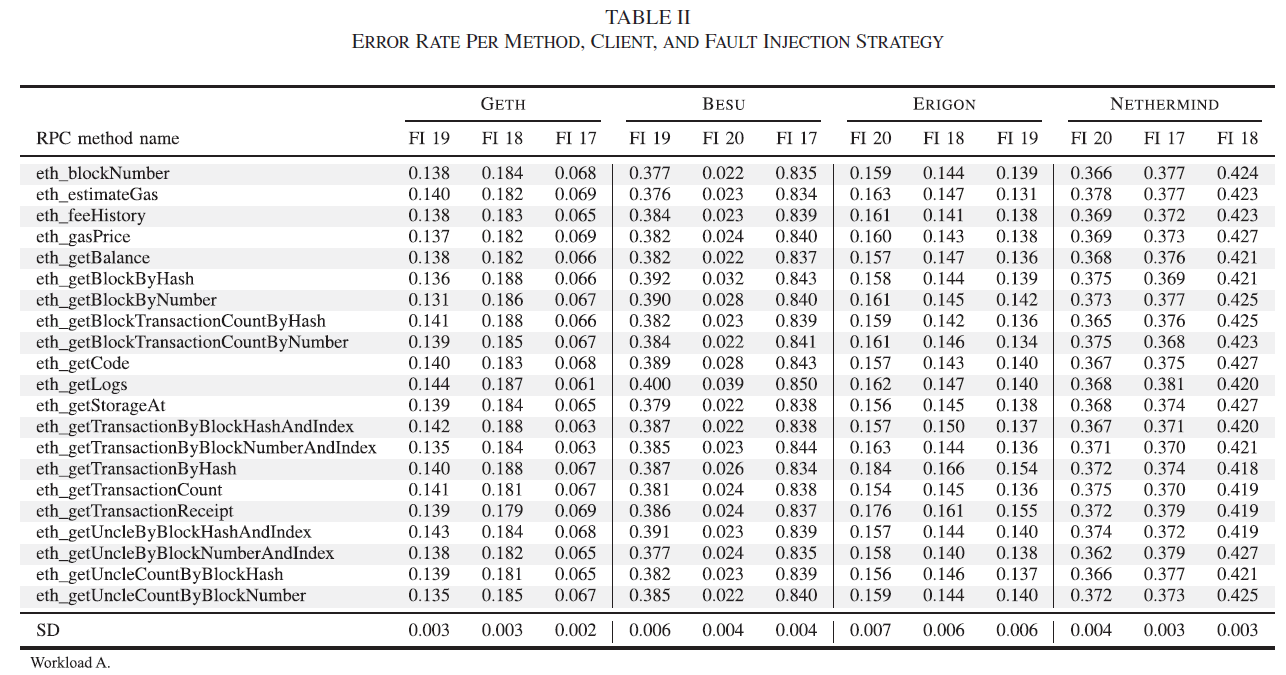 TABLE II
ERROR RATE PER METHOD, CLIENT, AND FAULT INJECTION STRATEGY
GETH BESU ERIGON NETHERMIND
RPC method name FI 19 FI 18 FI 17 FI 19 FI 20 FI 17 FI 20 FI 18 FI 19 FI 20 FI 17 FI 18
eth_blockNumber 0.138 0.184 0.068 0.377 0.022 0.835 0.159 0.144 0.139 0.366 0.377 0.424
eth_estimateGas 0.140 0.182 0.069 0.376 0.023 0.834 0.163 0.147 0.131 0.378 0.377 0.423
eth_feeHistory 0.138 0.183 0.065 0.384 0.023 0.839 0.161 0.141 0.138 0.369 0.372 0.423
eth_gasPrice 0.137 0.182 0.069 0.382 0.024 0.840 0.160 0.143 0.138 0.369 0.373 0.427
eth_getBalance 0.138 0.182 0.066 0.382 0.022 0.837 0.157 0.147 0.136 0.368 0.376 0.421
eth_getBlockByHash 0.136 0.188 0.066 0.392 0.032 0.843 0.158 0.144 0.139 0.375 0.369 0.421
eth_getBlockByNumber 0.131 0.186 0.067 0.390 0.028 0.840 0.161 0.145 0.142 0.373 0.377 0.425
eth_getBlockTransactionCountByHash 0.141 0.188 0.066 0.382 0.023 0.839 0.159 0.142 0.136 0.365 0.376 0.425
eth_getBlockTransactionCountByNumber 0.139 0.185 0.067 0.384 0.022 0.841 0.161 0.146 0.134 0.375 0.368 0.423
eth_getCode 0.140 0.183 0.068 0.389 0.028 0.843 0.157 0.143 0.140 0.367 0.375 0.427
eth_getLogs 0.144 0.187 0.061 0.400 0.039 0.850 0.162 0.147 0.140 0.368 0.381 0.420
eth_getStorageAt 0.139 0.184 0.065 0.379 0.022 0.838 0.156 0.145 0.138 0.368 0.374 0.427
eth_getTransactionByBlockHashAndIndex 0.142 0.188 0.063 0.387 0.022 0.838 0.157 0.150 0.137 0.367 0.371 0.420
eth_getTransactionByBlockNumberAndIndex 0.135 0.184 0.063 0.385 0.023 0.844 0.163 0.144 0.136 0.371 0.370 0.421
eth_getTransactionByHash 0.140 0.188 0.067 0.387 0.026 0.834 0.184 0.166 0.154 0.372 0.374 0.418
eth_getTransactionCount 0.141 0.181 0.067 0.381 0.024 0.838 0.154 0.145 0.136 0.375 0.370 0.419
eth_getTransactionReceipt 0.139 0.179 0.069 0.386 0.024 0.837 0.176 0.161 0.155 0.372 0.379 0.419
eth_getUncleByBlockHashAndIndex 0.143 0.184 0.068 0.391 0.023 0.839 0.157 0.144 0.140 0.374 0.372 0.419
eth_getUncleByBlockNumberAndIndex 0.138 0.182 0.065 0.377 0.024 0.835 0.158 0.140 0.138 0.362 0.379 0.427
eth_getUncleCountByBlockHash 0.139 0.181 0.065 0.382 0.023 0.839 0.156 0.146 0.137 0.366 0.377 0.421
eth_getUncleCountByBlockNumber 0.135 0.185 0.067 0.385 0.022 0.840 0.159 0.144 0.140 0.372 0.373 0.425
SD 0.003 0.003 0.002 0.006 0.004 0.004 0.007 0.006 0.006 0.004 0.003 0.003
Workload A.